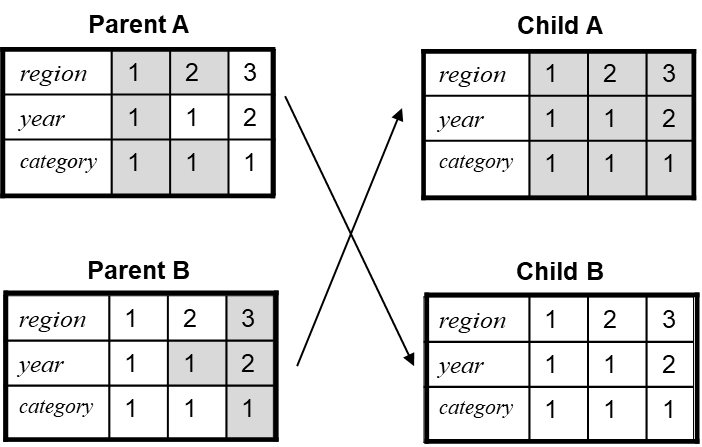 Parent A
region 1 2 3
year 1 1 2
category 1 1 1
Child A
region 1 2 3
year 1 1 2
category 1 1 1
Parent B
region 1 2 3
year 1 1 2
category 1 1 1
Child B
region 1 2 3
year 1 1 2
category 1 1 1